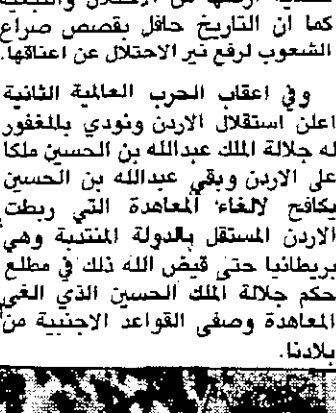 كما ان التاريخ حافل بقصص صراع
الشعوب لرفع نير الاحتلال عن اعناقها.
وفي اعقاب الحرب العالمية الثانية
اعلن استقلال الاردن ونودي بالمغفور
له جلالة الملك عبدالله بن الحسين ملكا
على الاردن وبقي عبدالله بن الحسين
يكافح لالغاء المعاهدة التي ربطت
الاردن المستقل بالدولة المنتدبة وهي
بريطانيا حتى قيض الله ذلك في مطلع
حكم جلالة الملك الحسين الذي الغى
المعاهدة وصفى القواعد الاجنبية من
بلادنا.